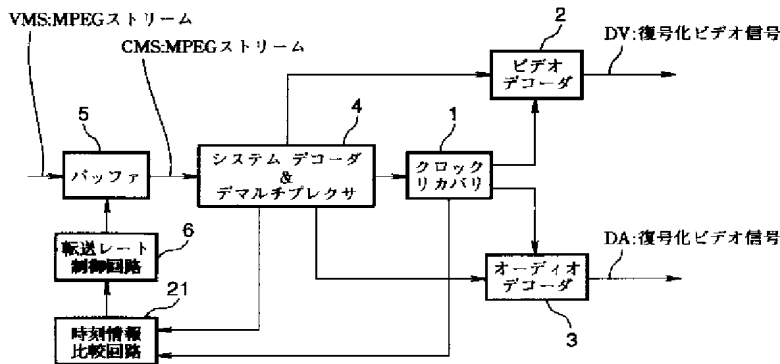 VMS:MPEGストリーム
CMS:MPEGストリーム
2
DV:復号化ビデオ信号
ビデオ
デコーダ
5
4
1
バッファ
システム デコーダ
&
デマルチプレクサ
クロック
リカバリ
6
転送レート
制御回路
DA:復号化ビデオ信号
オーディオ
デコーダ
3
21
時刻情報
比較回路